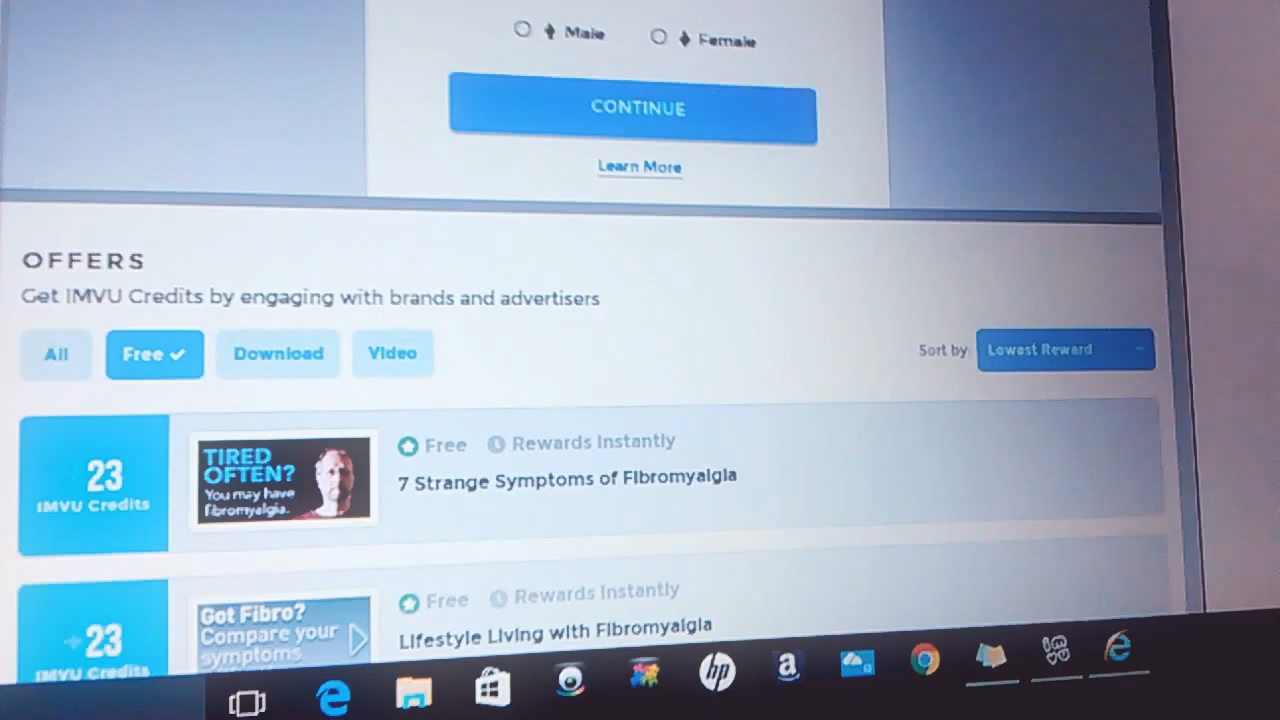 Male
Female
CONTINUE
Learn More
OFFERS
Get IMVU Credits by engaging with brands and advertisers
All
Free
Download
Video
Sort by
Lowest Reward
23
IMVU Credits
TIRED
OFTEN?
You may have
fibromyalgia.
Free
Rewards Instantly
7 Strange Symptoms of Fibromyalgia
23
IMVU Credits
Got Fibro?
Compare your
symptoms
Free
Rewards Instantly
Lifestyle Living with Fibromyalgia
hp
a